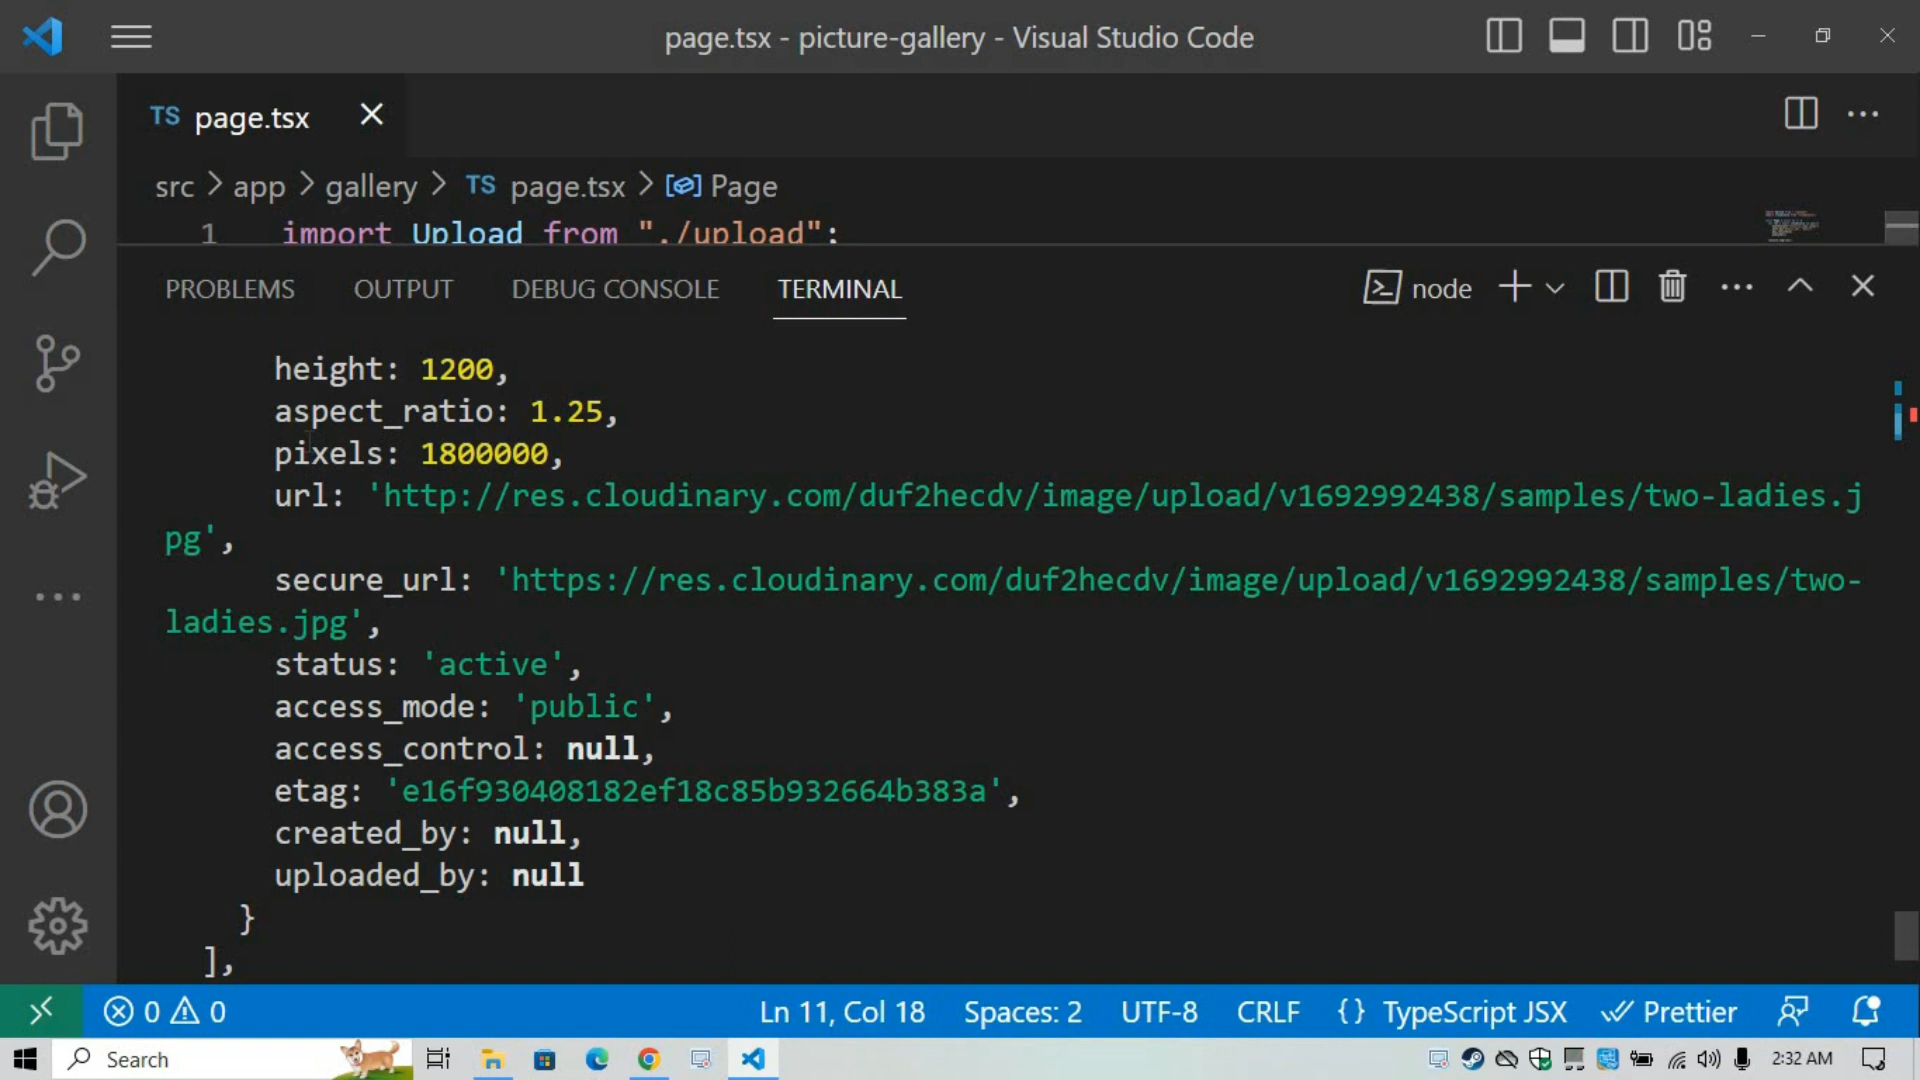 page.tsx - picture-gallery - Visual Studio Code
TS page.tsx
src > app > gallery > TS page.tsx > Page
1 import Upload from "./upload";
PROBLEMS OUTPUT DEBUG CONSOLE TERMINAL node
height: 1200,
aspect_ratio: 1.25,
pixels: 1800000,
url: 'http://res.cloudinary.com/duf2hecdv/image/upload/v1692992438/samples/two-ladies.j
pg',
secure_url: 'https://res.cloudinary.com/duf2hecdv/image/upload/v1692992438/samples/two-
ladies.jpg',
status: 'active',
access_mode: 'public',
access_control: null,
etag: 'e16f930408182ef18c85b932664b383a',
created_by: null,
uploaded_by: null
}
],
0 0 Ln 11, Col 18 Spaces: 2 UTF-8 CRLF {} TypeScript JSX Prettier
Search 2:32 AM